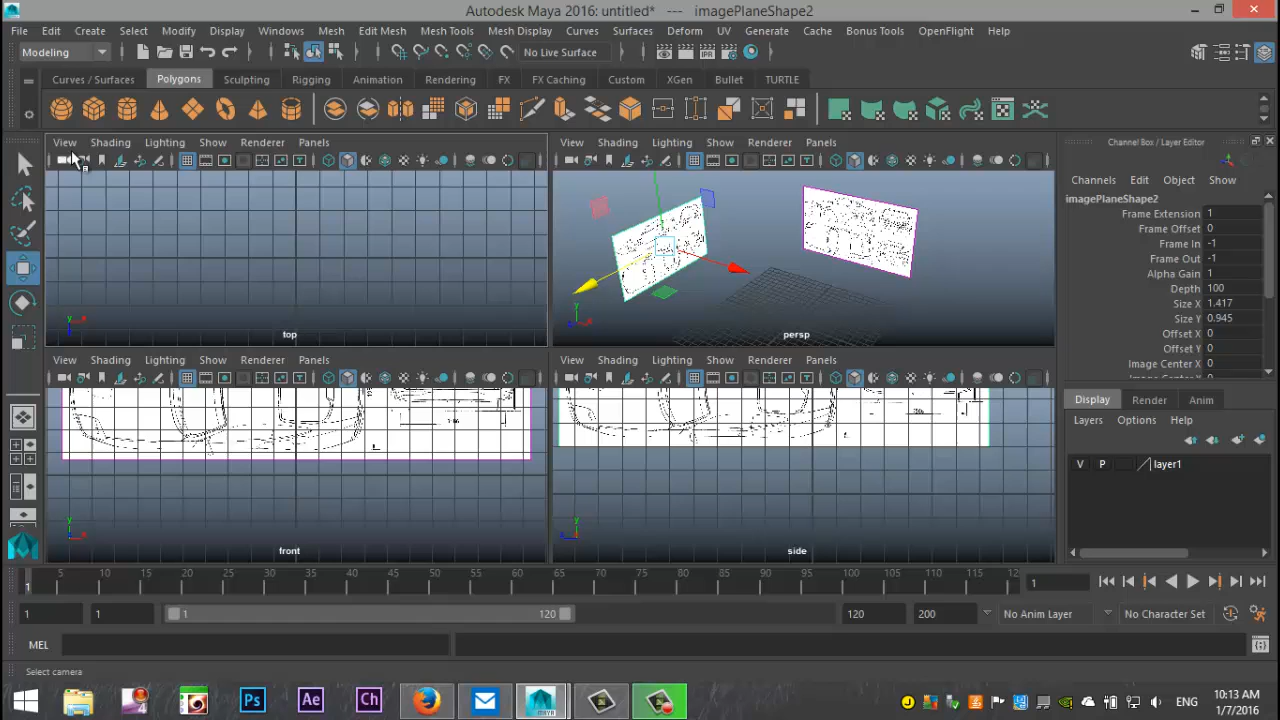 Autodesk Maya 2016: untitled*   ---   imagePlaneShape2
File Edit Create Select Modify Display Windows Mesh Edit Mesh Mesh Tools Mesh Display Curves Surfaces Deform UV Generate Cache Bonus Tools OpenFlight Help
Modeling No Live Surface
Curves / Surfaces Polygons Sculpting Rigging Animation Rendering FX FX Caching Custom XGen Bullet TURTLE
View Shading Lighting Show Renderer Panels
View Shading Lighting Show Renderer Panels
top
persp
View Shading Lighting Show Renderer Panels
View Shading Lighting Show Renderer Panels
front
side
Channel Box / Layer Editor
Channels Edit Object Show
imagePlaneShape2
Frame Extension 1
Frame Offset 0
Frame In -1
Frame Out -1
Alpha Gain 1
Depth 100
Size X 1.417
Size Y 0.945
Offset X 0
Offset Y 0
Image Center X 0
Display Render Anim
Layers Options Help
V P layer1
1 5 10 15 20 25 30 35 40 45 50 55 60 65 70 75 80 85 90 95 100 105 110 115 12 1
1 1 1 120 120 200 No Anim Layer No Character Set
MEL
Select camera
Ps Ae Ch MAYA ENG 10:13 AM
1/7/2016